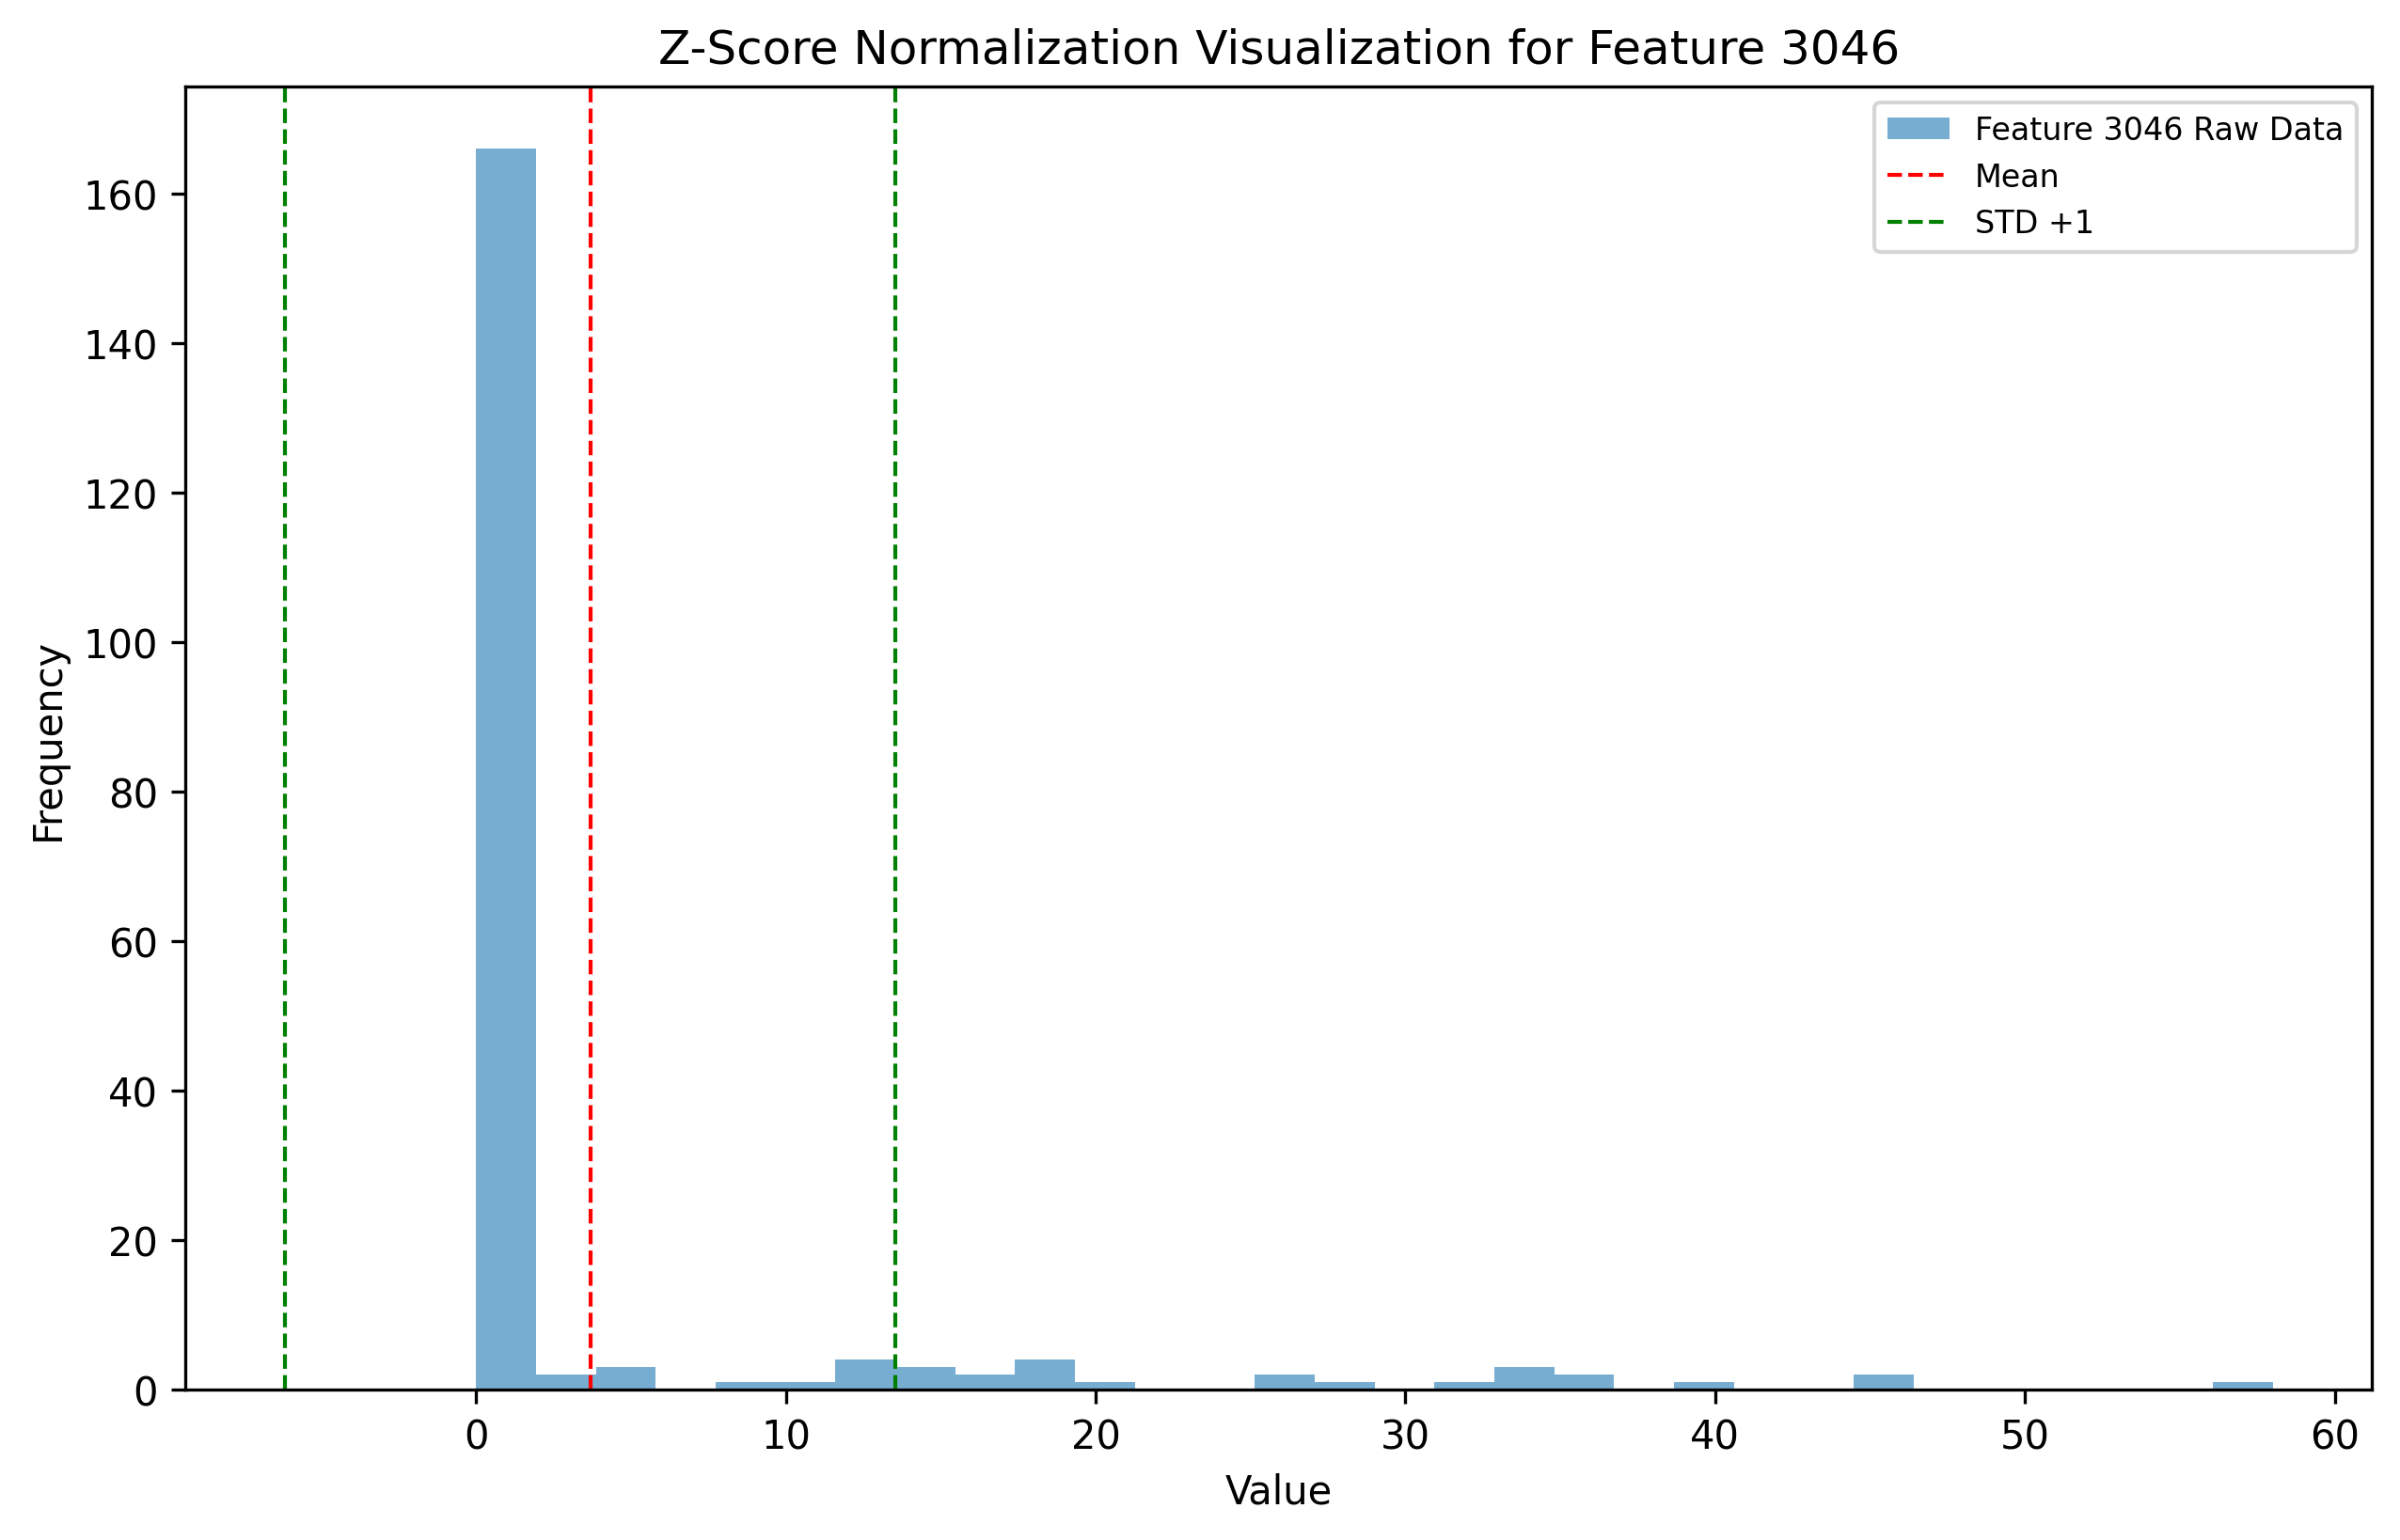 Z-Score Normalization Visualization for Feature 3046
Feature 3046 Raw Data
Mean
STD +1
Frequency
160
140
120
100
80
60
40
20
0
0 10 20 30 40 50 60
Value